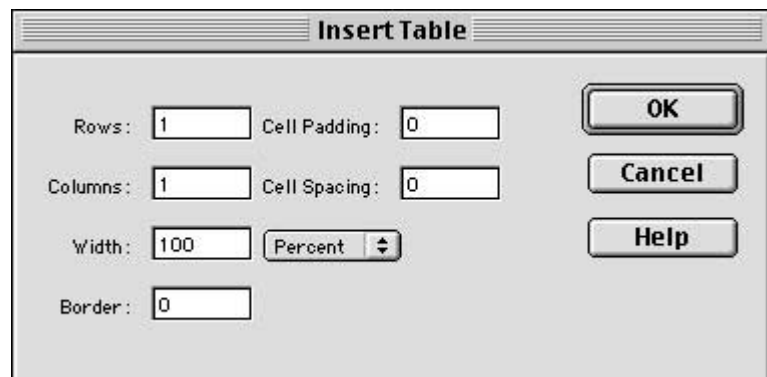 Insert Table
Rows: 1 Cell Padding: 0 OK
Columns: 1 Cell Spacing: 0 Cancel
Width: 100 Percent Help
Border: 0